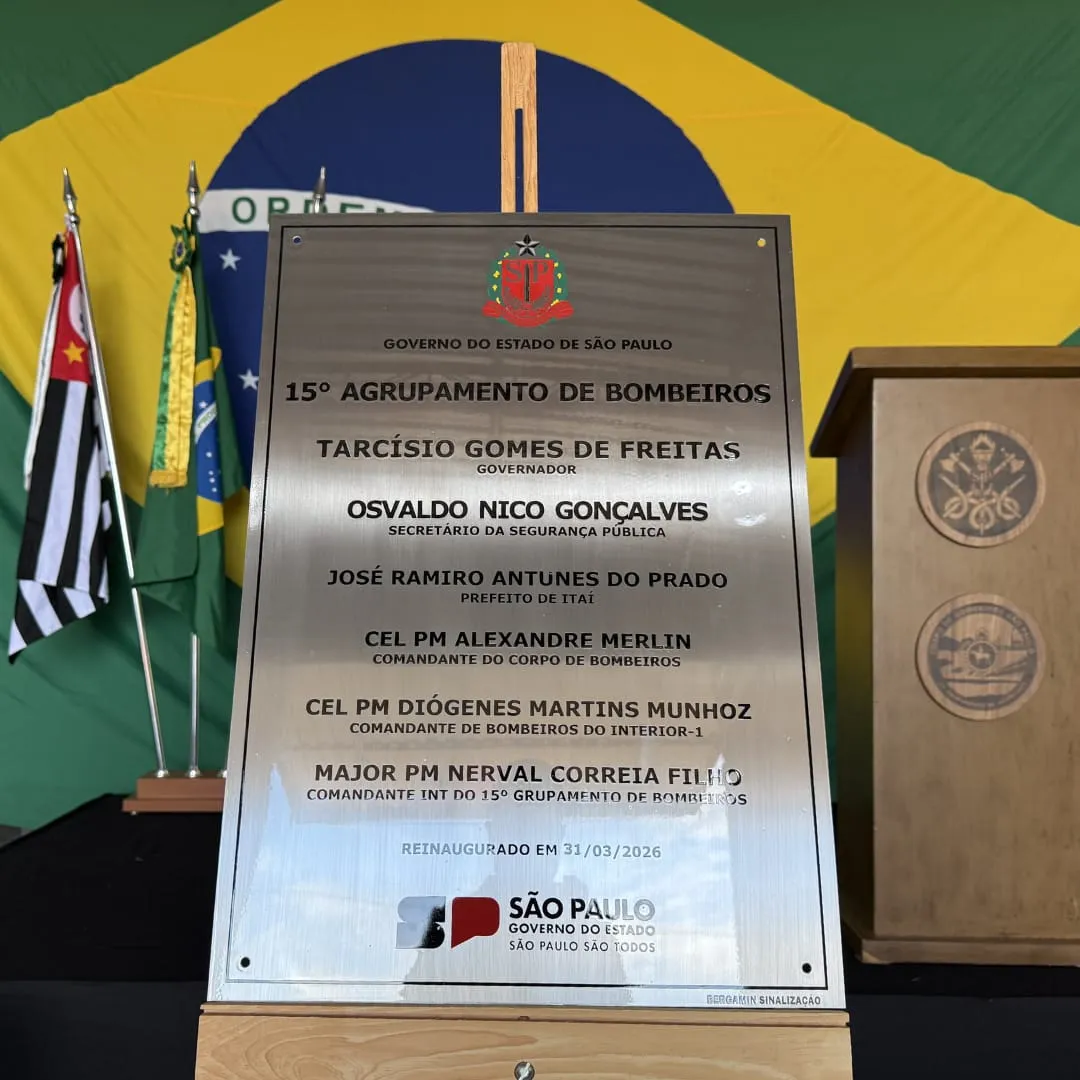 GOVERNO DO ESTADO DE SÃO PAULO
15º AGRUPAMENTO DE BOMBEIROS
TARCÍSIO GOMES DE FREITAS
GOVERNADOR
OSVALDO NICO GONÇALVES
SECRETÁRIO DA SEGURANÇA PÚBLICA
JOSÉ RAMIRO ANTUNES DO PRADO
PREFEITO DE ITAÍ
CEL PM ALEXANDRE MERLIN
COMANDANTE DO CORPO DE BOMBEIROS
CEL PM DIÓGENES MARTINS MUNHOZ
COMANDANTE DE BOMBEIROS DO INTERIOR-1
MAJOR PM NERVAL CORREIA FILHO
COMANDANTE INT DO 15º GRUPAMENTO DE BOMBEIROS
REINAUGURADO EM 31/03/2026
SP
SÃO PAULO
GOVERNO DO ESTADO
SÃO PAULO SÃO TODOS
BERGAMIN SINALIZAÇÃO